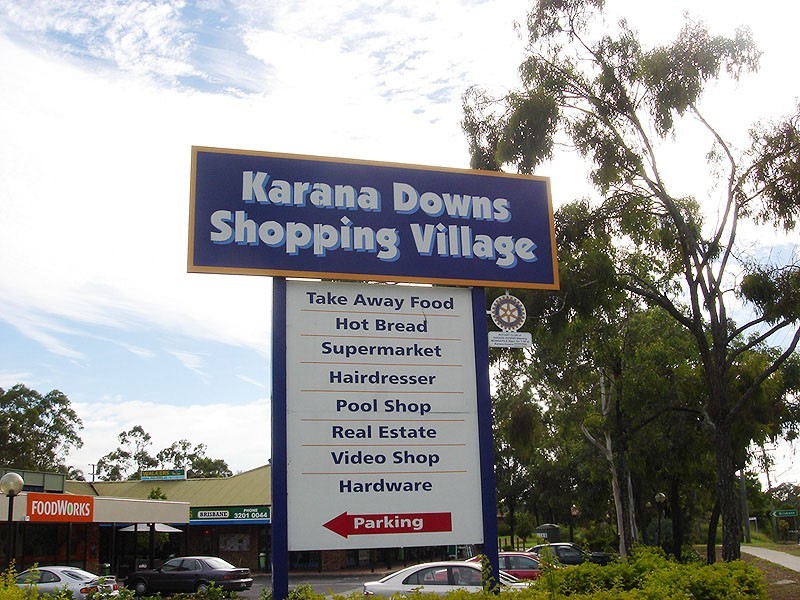 Karana Downs
Shopping Village
Take Away Food
Hot Bread
Supermarket
Hairdresser
Pool Shop
Real Estate
Video Shop
Hardware
Parking
FOODWORKS
BRISBANE
PHONE
3201 0044
WALKERS